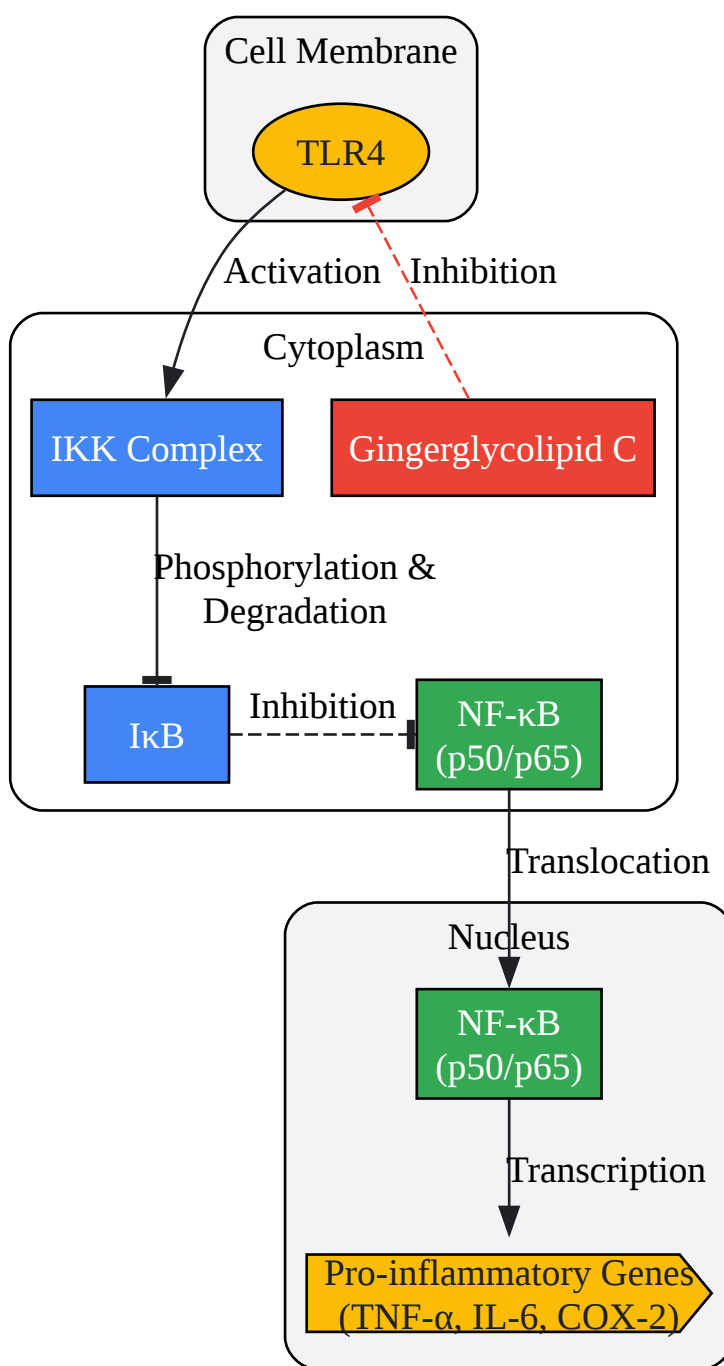 Cell Membrane
TLR4
Activation
Inhibition
Cytoplasm
IKK Complex
Gingerglycolipid C
Phosphorylation &
Degradation
IκB
Inhibition
NF-κB
(p50/p65)
Translocation
Nucleus
NF-κB
(p50/p65)
Transcription
Pro-inflammatory Genes
(TNF-α, IL-6, COX-2)